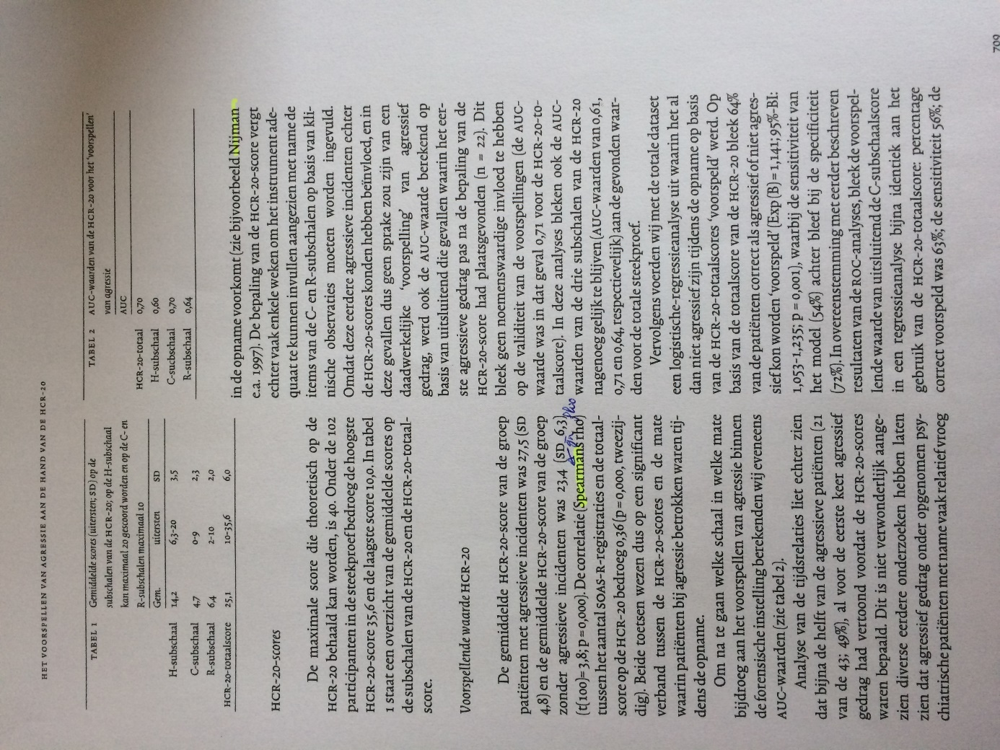 HET VOORSPELLEN VAN AGRESSIE AAN DE HAND VAN DE HCR-20
TABEL 1 Gemiddelde scores (uitersten; SD) op de
subschalen van de HCR-20; op de H-subschaal
kan maximaal 20 gescoord worden en op de C- en
R-subschalen maximaal 10
Gem. uitersten SD
H-subschaal 14,2 6,3-20 3,5
C-subschaal 4,7 0-9 2,3
R-subschaal 6,4 2-10 2,0
HCR-20-totaalscore 25,1 10-35,6 6,0
HCR-20-scores
De maximale score die theoretisch op de
HCR-20 behaald kan worden, is 40. Onder de 102
participanten in de steekproef bedroeg de hoogste
HCR-20-score 35,6 en de laagste score 10,0. In tabel
1 staat een overzicht van de gemiddelde scores op
de subschalen van de HCR-20 en de HCR-20-totaal-
score.
Voorspellende waarde HCR-20
De gemiddelde HCR-20-score van de groep
patiënten met agressieve incidenten was 27,5 (SD
4,8) en de gemiddelde HCR-20-score van de groep
zonder agressieve incidenten was 23,4 (SD 6,3)
(t(100)= 3,8; p = 0,000). De correlatie (Spearmans rho)
tussen het aantal SOAS-R-registraties en de totaal-
score op de HCR-20 bedroeg 0,36 (p = 0,000, tweezij-
dig). Beide toetsen wezen dus op een significant
verband tussen de HCR-20-scores en de mate
waarin patiënten bij agressie betrokken waren tij-
dens de opname.
Om na te gaan welke schaal in welke mate
bijdroeg aan het voorspellen van agressie binnen
de forensische instelling berekenden wij eveneens
AUC-waarden (zie tabel 2).
Analyse van de tijdsrelaties liet echter zien
dat bijna de helft van de agressieve patiënten (21
van de 43; 49%), al voor de eerste keer agressief
gedrag had vertoond voordat de HCR-20-scores
waren bepaald. Dit is niet verwonderlijk aange-
zien diverse eerdere onderzoeken hebben laten
zien dat agressief gedrag onder opgenomen psy-
chiatrische patiënten met name vaak relatief vroeg
TABEL 2 AUC-waarden van de HCR-20 voor het 'voorspellen'
van agressie
AUC
HCR-20-totaal 0,70
H-subschaal 0,60
C-sucbschaal 0,70
R-subschaal 0,64
in de opname voorkomt (zie bijvoorbeeld Nijman
e.a. 1997). De bepaling van de HCR-20-score vergt
echter vaak enkele weken om het instrument ade-
quaat te kunnen invullen aangezien met name de
items van de C- en R-subschalen op basis van kli-
nische observaties moeten worden ingevuld.
Omdat deze eerdere agressieve incidenten echter
de HCR-20-scores konden hebben beïnvloed, en in
deze gevallen dus geen sprake zou zijn van een
daadwerkelijke 'voorspelling' van agressief
gedrag, werd ook de AUC-waarde berekend op
basis van uitsluitend die gevallen waarin het eer-
ste agressieve gedrag pas na de bepaling van de
HCR-20-score had plaatsgevonden (n = 22). Dit
bleek geen noemenswaardige invloed te hebben
op de validiteit van de voorspellingen (de AUC-
waarde was in dat geval 0,71 voor de HCR-20-to-
taalscore). In deze analyses bleken ook de AUC-
waarden van de drie subschalen van de HCR-20
nagenoeg gelijk te blijven (AUC-waarden van 0,61,
0,71 en 0,64, respectievelijk) aan de gevonden waar-
den voor de totale steekproef.
Vervolgens voerden wij met de totale dataset
een logistische-regressieanalyse uit waarin het al
dan niet agressief zijn tijdens de opname op basis
van de HCR-20-totaalscores 'voorspeld' werd. Op
basis van de totaalscore van de HCR-20 bleek 64%
van de patiënten correct als agressief of niet agres-
sief kon worden 'voorspeld' (Exp (B) = 1,141; 95%-BI:
1,053-1,235; p = 0,001), waarbij de sensitiviteit van
het model (54%) achter bleef bij de specificiteit
(72%). In overeenstemming met eerder beschreven
resultaten van de ROC-analyses, bleek de voorspel-
lende waarde van uitsluitend de C-subschaalscore
in een regressieanalyse bijna identiek aan het
gebruik van de HCR-20-totaalscore: percentage
correct voorspeld was 63%; de sensitiviteit 56%; de
709